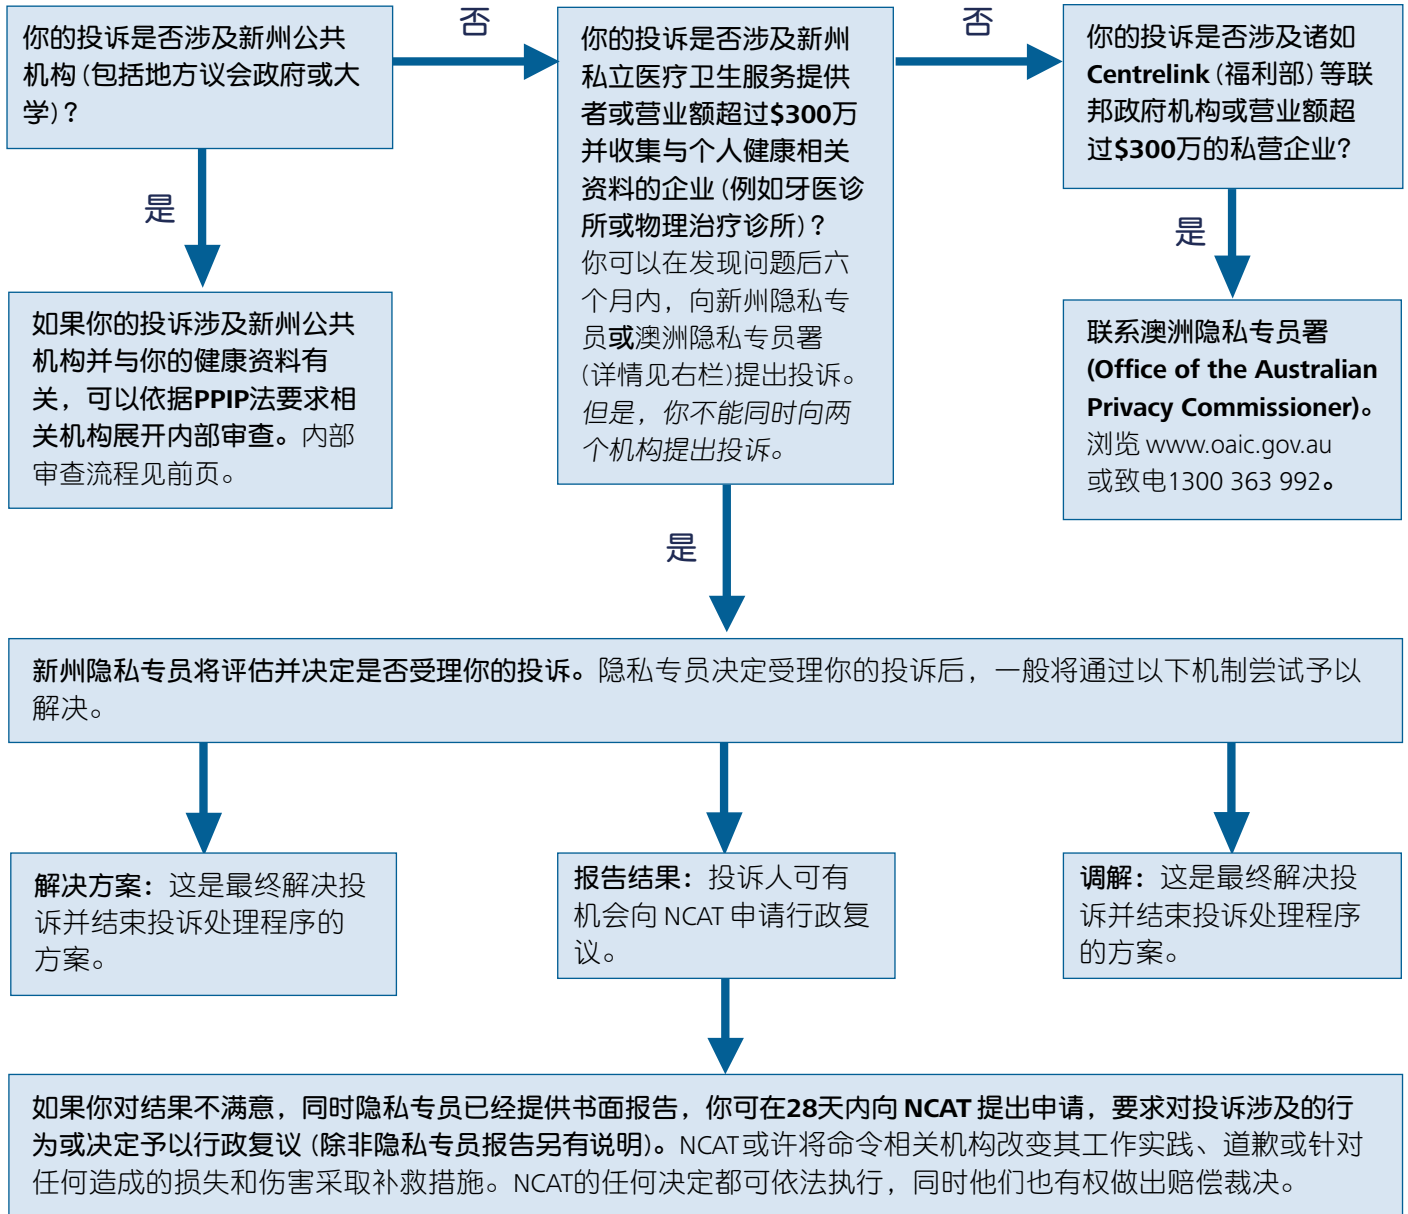 你的投诉是否涉及新州公共
机构 (包括地方议会政府或大
学)？
否
你的投诉是否涉及新州
私立医疗卫生服务提供
者或营业额超过$300万
并收集与个人健康相关
资料的企业 (例如牙医诊
所或物理治疗诊所)？
你可以在发现问题后六
个月内，向新州隐私专
员或澳洲隐私专员署
(详情见右栏)提出投诉。
但是，你不能同时向两
个机构提出投诉。
否
你的投诉是否涉及诸如
Centrelink (福利部) 等联
邦政府机构或营业额超
过$300万的私营企业？
是
是
如果你的投诉涉及新州公共
机构并与你的健康资料有
关，可以依据PPIP法要求相
关机构展开内部审查。内部
审查流程见前页。
联系澳洲隐私专员署
(Office of the Australian
Privacy Commissioner)。
浏览 www.oaic.gov.au
或致电1300 363 992。
是
新州隐私专员将评估并决定是否受理你的投诉。隐私专员决定受理你的投诉后，一般将通过以下机制尝试予以
解决。
解决方案：这是最终解决投
诉并结束投诉处理程序的
方案。
报告结果：投诉人可有
机会向 NCAT 申请行政复
议。
调解：这是最终解决投
诉并结束投诉处理程序
的方案。
如果你对结果不满意，同时隐私专员已经提供书面报告，你可在28天内向 NCAT 提出申请，要求对投诉涉及的行
为或决定予以行政复议 (除非隐私专员报告另有说明)。NCAT或许将命令相关机构改变其工作实践、道歉或针对
任何造成的损失和伤害采取补救措施。NCAT的任何决定都可依法执行，同时他们也有权做出赔偿裁决。